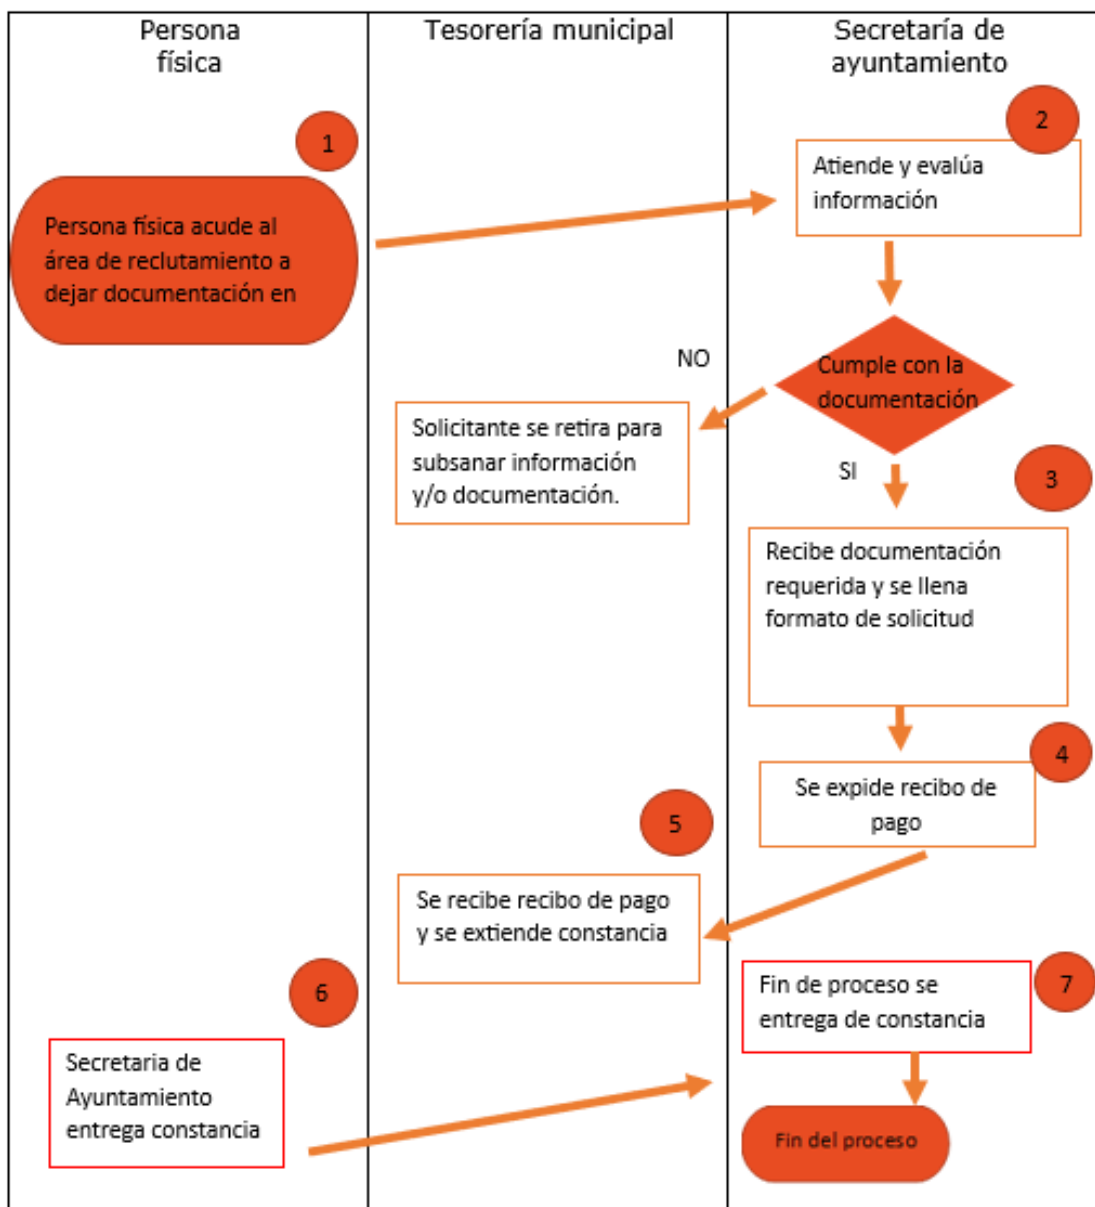 Persona
física
Tesorería municipal
Secretaría de
ayuntamiento
1
Persona física acude al
área de reclutamiento a
dejar documentación en
2
Atiende y evalúa
información
Cumple con la
documentación
NO
Solicitante se retira para
subsanar información
y/o documentación.
SI
3
Recibe documentación
requerida y se llena
formato de solicitud
4
Se expide recibo de
pago
5
Se recibe recibo de pago
y se extiende constancia
6
Secretaria de
Ayuntamiento
entrega constancia
7
Fin de proceso se
entrega de constancia
Fin del proceso